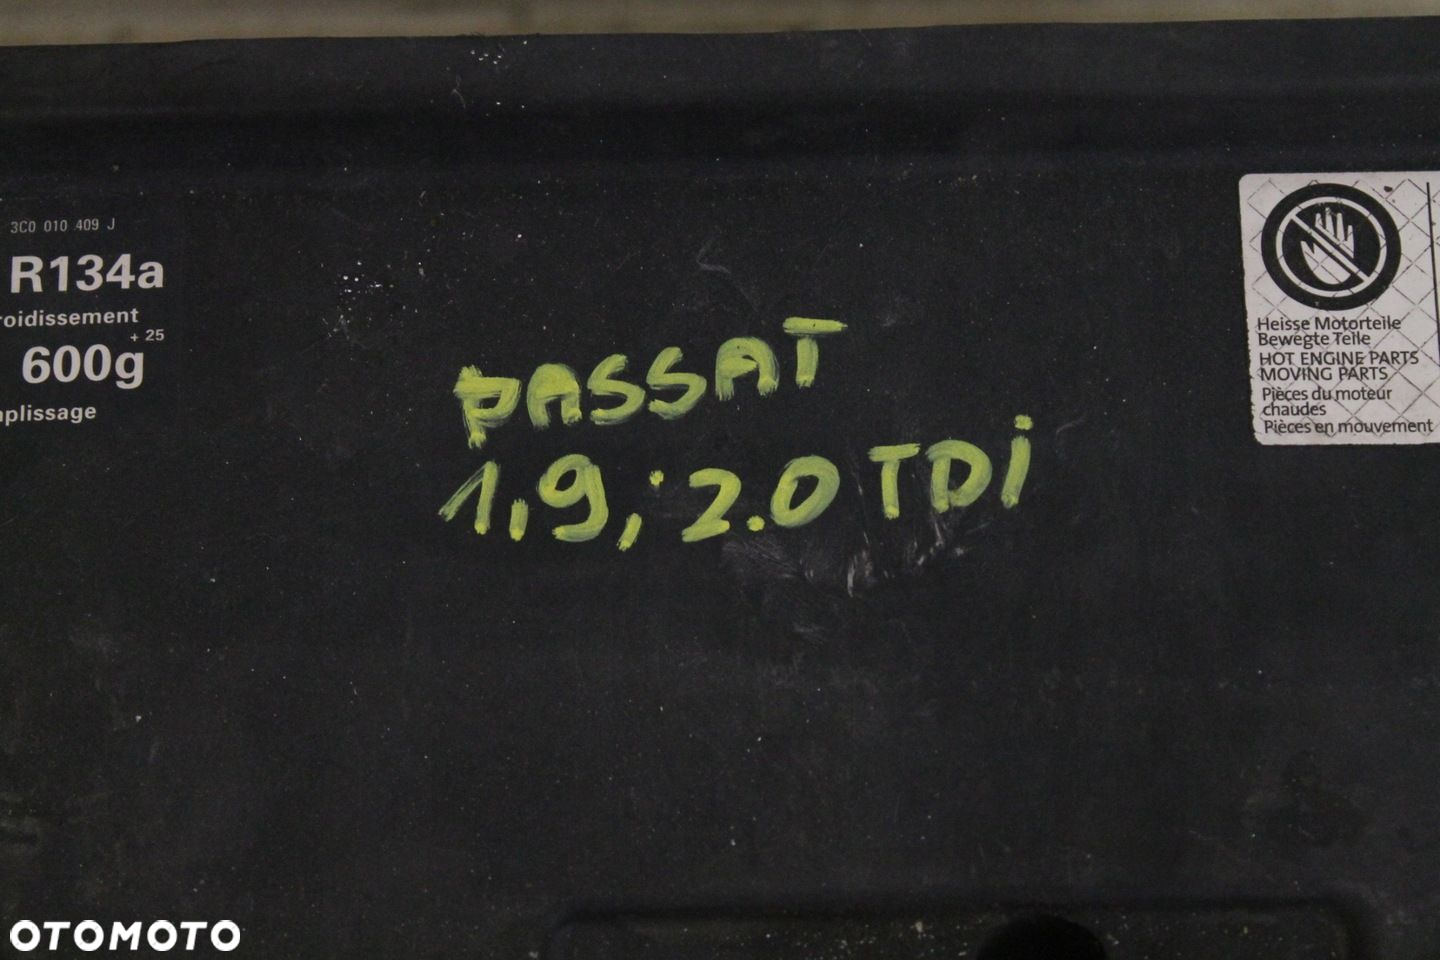 3C0 010 409 J
R134a
roidissement
+ 25
600g
plissage
PASSAT
1,9; 2.0 TDi
Heisse Motorteile
Bewegte Teile
HOT ENGINE PARTS
MOVING PARTS
Pièces du moteur
chaudes
Pièces en mouvement
OTOMOTO